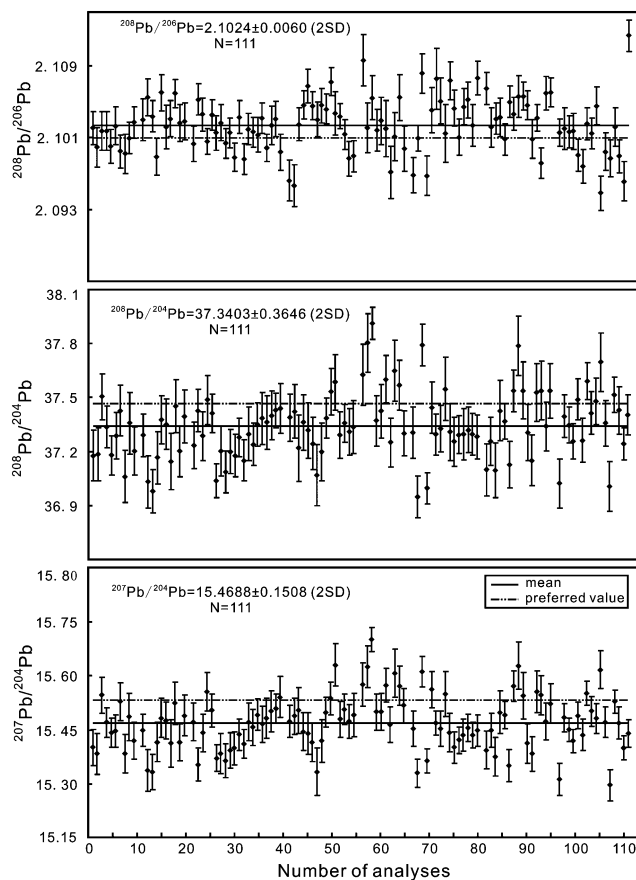 ²⁰⁸Pb/²⁰⁶Pb=2.1024±0.0060 (2SD)
N=111
2.109
2.101
2.093
²⁰⁸Pb/²⁰⁶Pb
38.1
²⁰⁸Pb/²⁰⁴Pb=37.3403±0.3646 (2SD)
N=111
37.8
37.5
37.2
36.9
²⁰⁸Pb/²⁰⁴Pb
15.80
²⁰⁷Pb/²⁰⁴Pb=15.4688±0.1508 (2SD)
N=111
mean
preferred value
15.75
15.60
15.45
15.30
15.15
²⁰⁷Pb/²⁰⁴Pb
0 10 20 30 40 50 60 70 80 90 100 110
Number of analyses